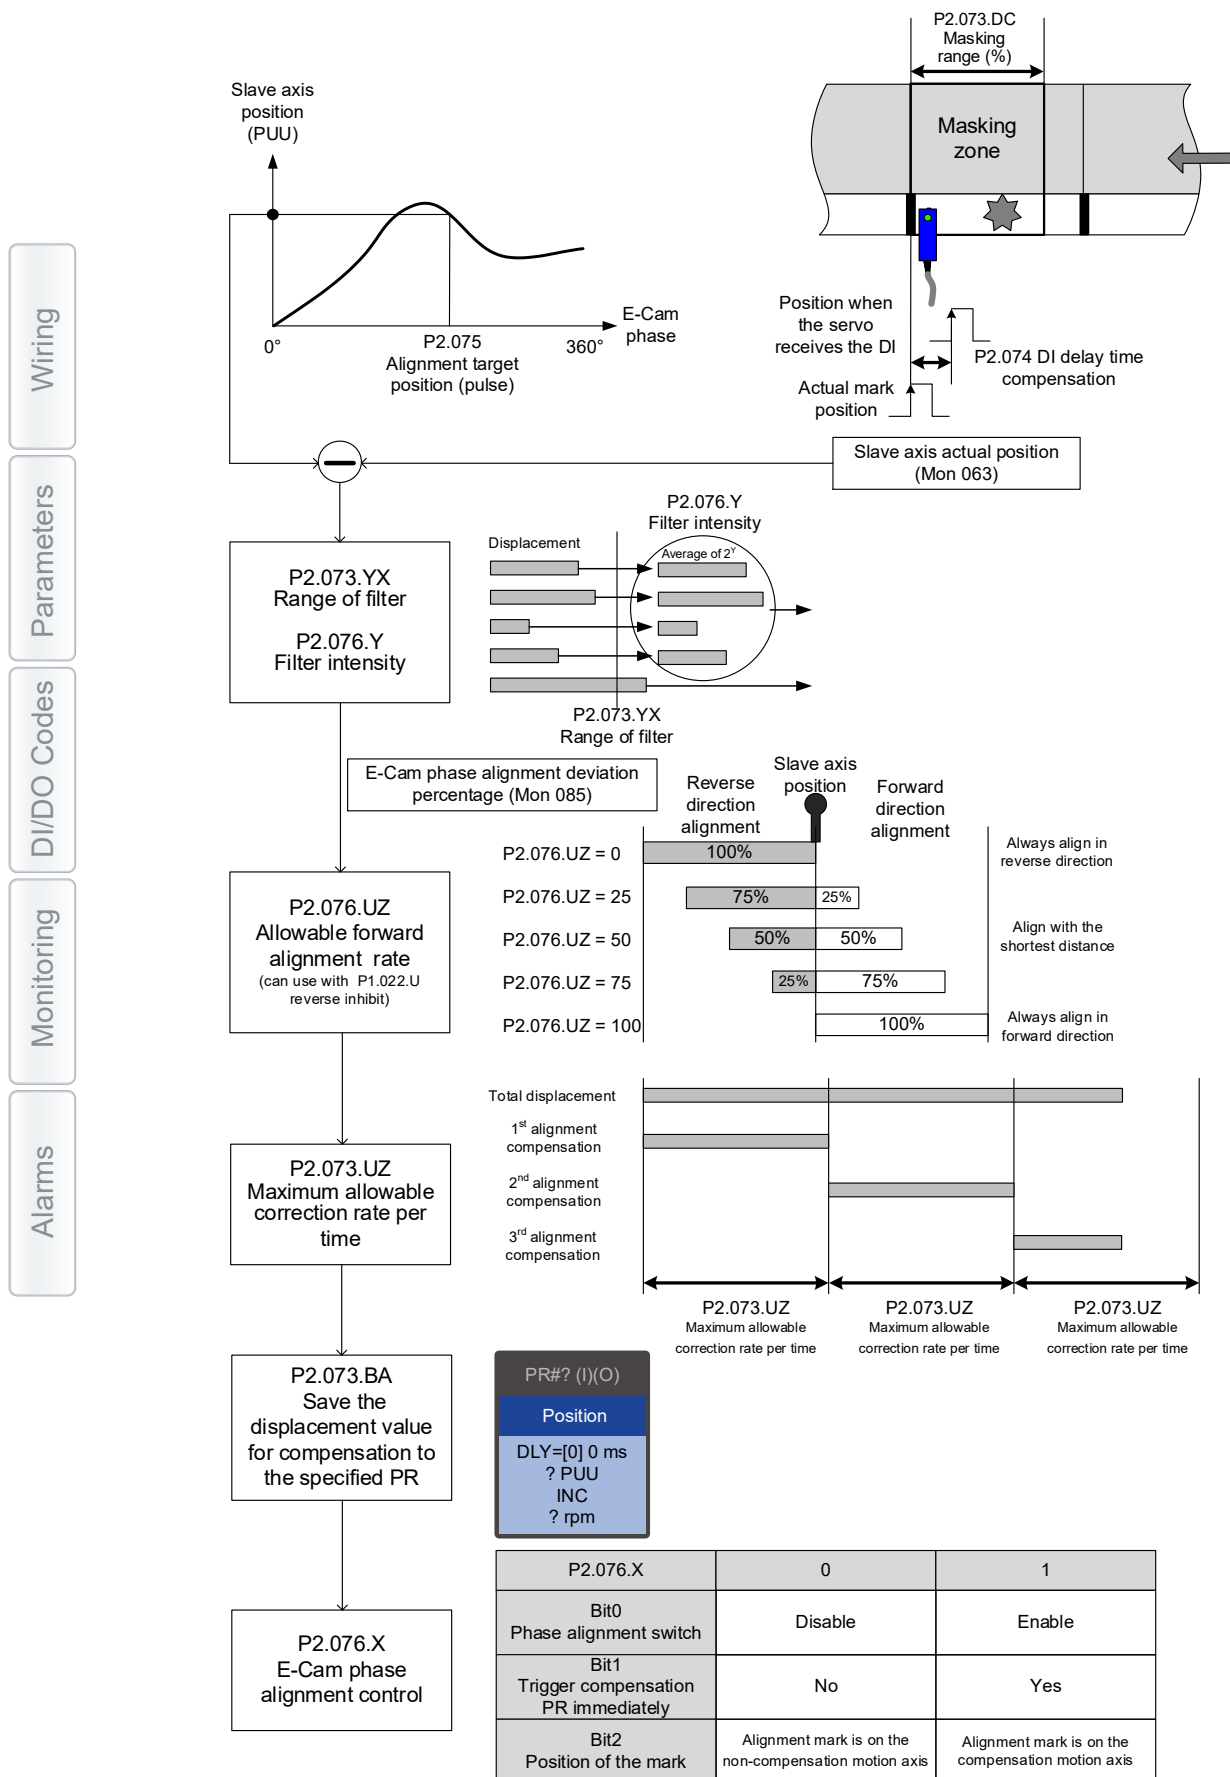 P2.073.DC
Masking
range (%)
Masking
zone
Slave axis
position
(PUU)
0°
P2.075
Alignment target
position (pulse)
360°
E-Cam
phase
Position when
the servo
receives the DI
P2.074 DI delay time
compensation
Actual mark
position
Slave axis actual position
(Mon 063)
Wiring
Parameters
DI/DO Codes
Monitoring
Alarms
P2.073.YX
Range of filter
P2.076.Y
Filter intensity
P2.076.Y
Filter intensity
Displacement
Average of 2^Y
P2.073.YX
Range of filter
E-Cam phase alignment deviation
percentage (Mon 085)
Reverse
direction
alignment
Slave axis
position
Forward
direction
alignment
P2.076.UZ = 0
100%
Always align in
reverse direction
P2.076.UZ = 25
75%
25%
P2.076.UZ = 50
50%
50%
Align with the
shortest distance
P2.076.UZ = 75
25%
75%
P2.076.UZ = 100
100%
Always align in
forward direction
P2.076.UZ
Allowable forward
alignment rate
(can use with P1.022.U
reverse inhibit)
Total displacement
1st alignment
compensation
2nd alignment
compensation
3rd alignment
compensation
P2.073.UZ
Maximum allowable
correction rate per time
P2.073.UZ
Maximum allowable
correction rate per time
P2.073.UZ
Maximum allowable
correction rate per time
P2.073.UZ
Maximum allowable
correction rate per
time
P2.073.BA
Save the
displacement value
for compensation to
the specified PR
PR#? (I)(O)
Position
DLY=[0] 0 ms
? PUU
INC
? rpm
P2.076.X
E-Cam phase
alignment control
P2.076.X
0
1
Bit0
Phase alignment switch
Disable
Enable
Bit1
Trigger compensation
PR immediately
No
Yes
Bit2
Position of the mark
Alignment mark is on the
non-compensation motion axis
Alignment mark is on the
compensation motion axis